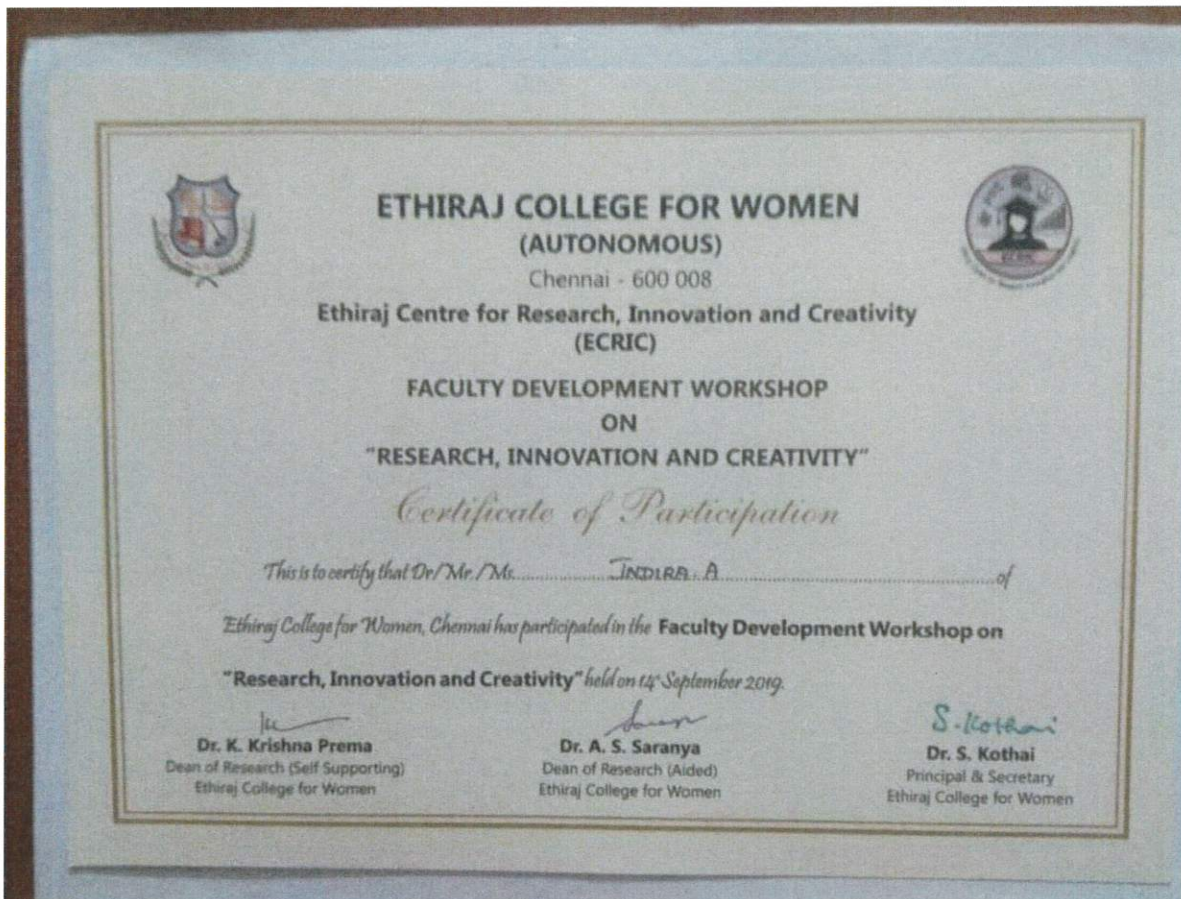 ETHIRAJ COLLEGE FOR WOMEN
(AUTONOMOUS)
Chennai - 600 008
Ethiraj Centre for Research, Innovation and Creativity
(ECRIC)
FACULTY DEVELOPMENT WORKSHOP
ON
"RESEARCH, INNOVATION AND CREATIVITY"
Certificate of Participation
This is to certify that Dr/Mr./Ms. INDIRA. A of
Ethiraj College for Women, Chennai has participated in the Faculty Development Workshop on
"Research, Innovation and Creativity" held on 14 September 2019.
S. Kothai
Dr. K. Krishna Prema
Dean of Research (Self Supporting)
Ethiraj College for Women
Dr. A. S. Saranya
Dean of Research (Aided)
Ethiraj College for Women
Dr. S. Kothai
Principal & Secretary
Ethiraj College for Women